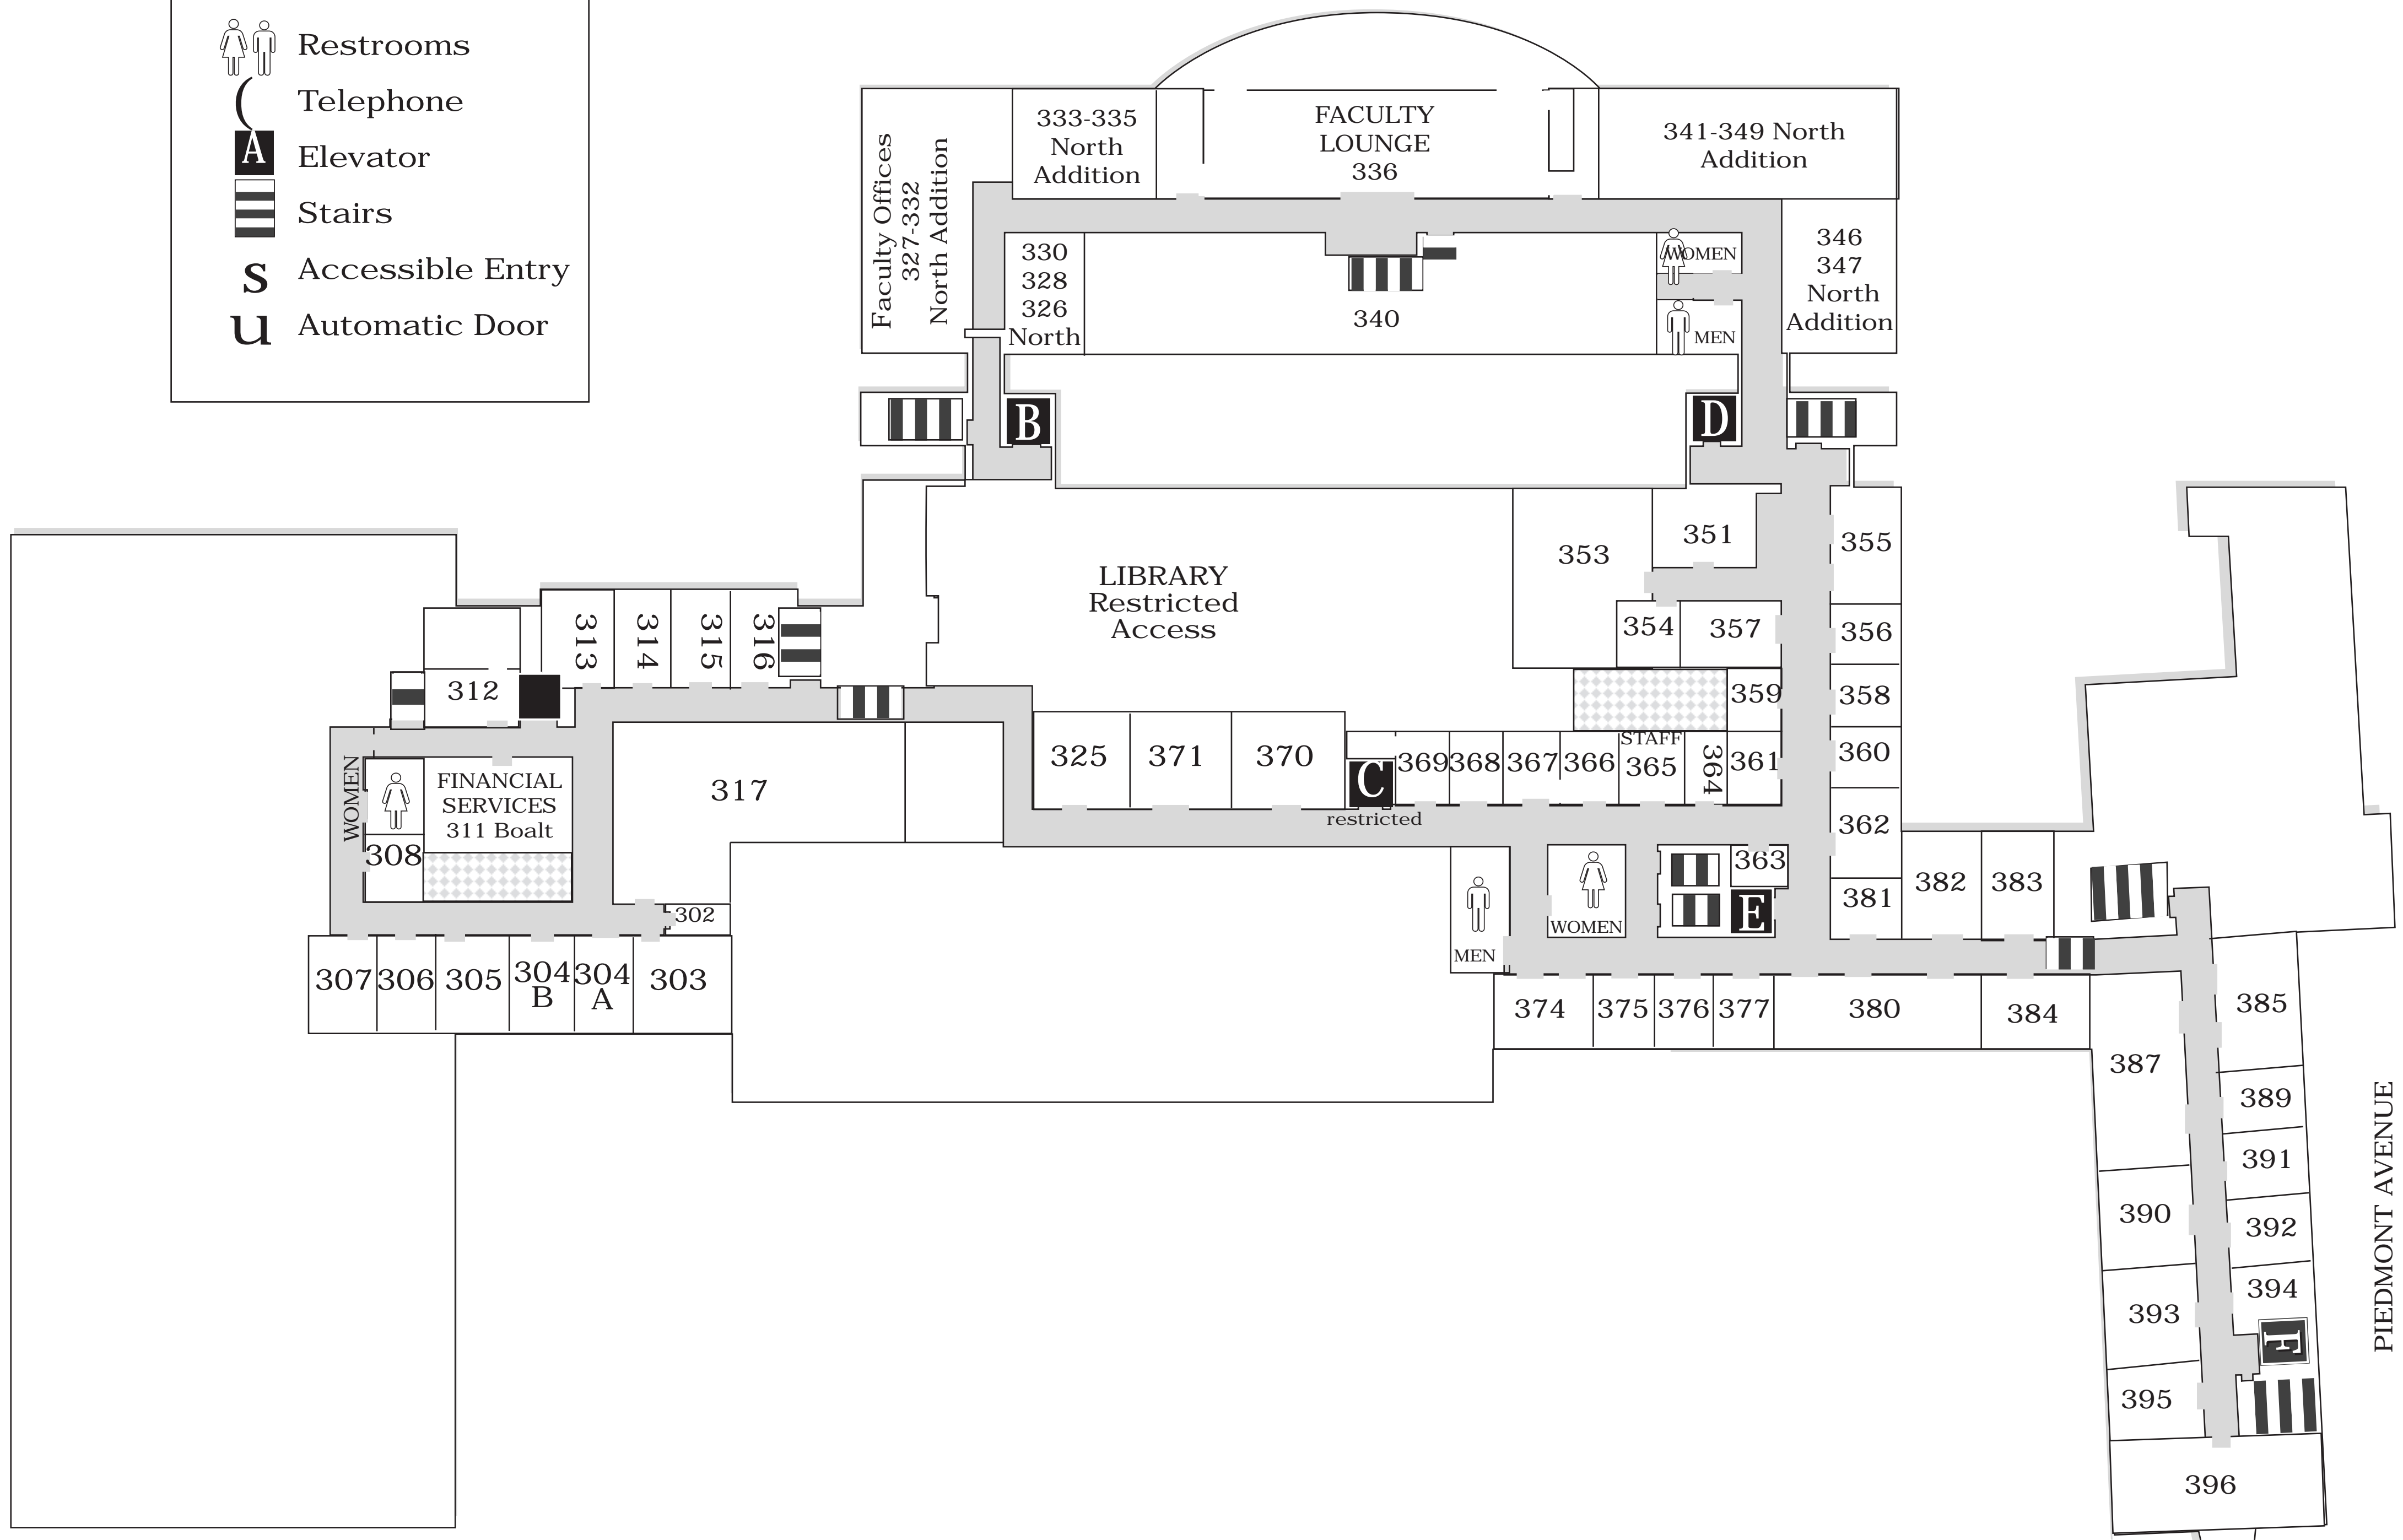 Restrooms
( Telephone
A Elevator
Stairs
s Accessible Entry
u Automatic Door
Faculty Offices
327-332
North Addition
333-335
North
Addition
FACULTY
LOUNGE
336
341-349 North
Addition
330
328
326
North
340
WOMEN
MEN
346
347
North
Addition
B
D
LIBRARY
Restricted
Access
353
351
355
354
357
356
359
358
313
314
315
316
312
317
325
371
370
C
restricted
369
368
367
366
STAFF
365
364
361
360
362
WOMEN
FINANCIAL
SERVICES
311 Boalt
308
302
307
306
305
304
B
304
A
303
MEN
WOMEN
363
E
381
382
383
374
375
376
377
380
384
385
387
389
391
390
392
394
393
F
395
396
PIEDMONT AVENUE